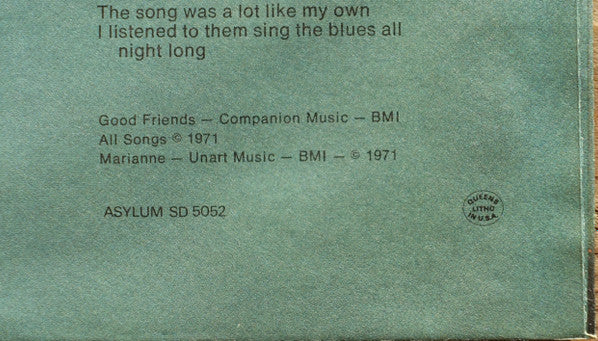 The song was a lot like my own
I listened to them sing the blues all
night long
Good Friends — Companion Music — BMI
All Songs © 1971
Marianne — Unart Music — BMI — © 1971
ASYLUM SD 5052
QUEENS
LITHO
IN U.S.A.